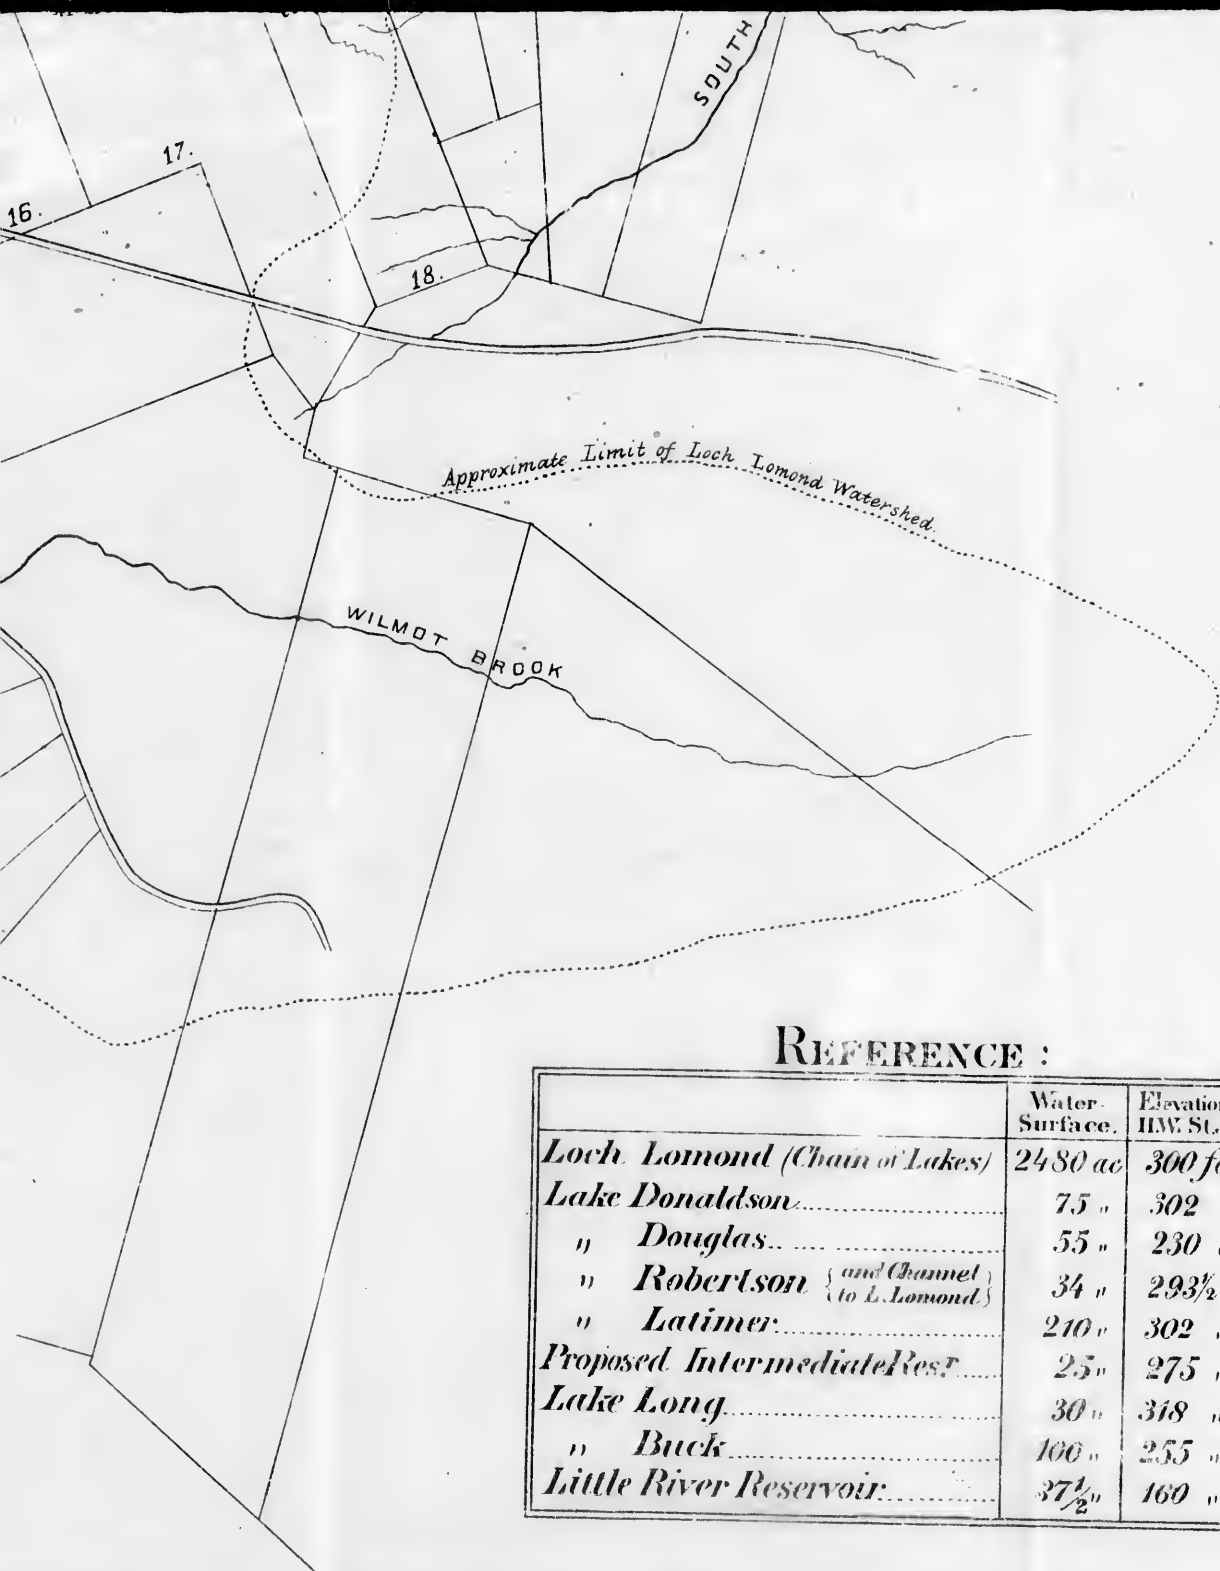 SOUTH
17.
16.
18.
Approximate Limit of Loch Lomond Watershed.
WILMOT BROOK
REFERENCE :
Water Surface. Elevation H.W. St.
Loch Lomond (Chain of Lakes) 2480 ac 300
Lake Donaldson 75 " 302
" Douglas 55 " 230
" Robertson { and Channel to L. Lomond } 34 " 293½
" Latimer 210 " 302 "
Proposed Intermediate Resr. 25 " 275 "
Lake Long 30 " 318 "
" Buck 100 " 255 "
Little River Reservoir 37½ " 160 "